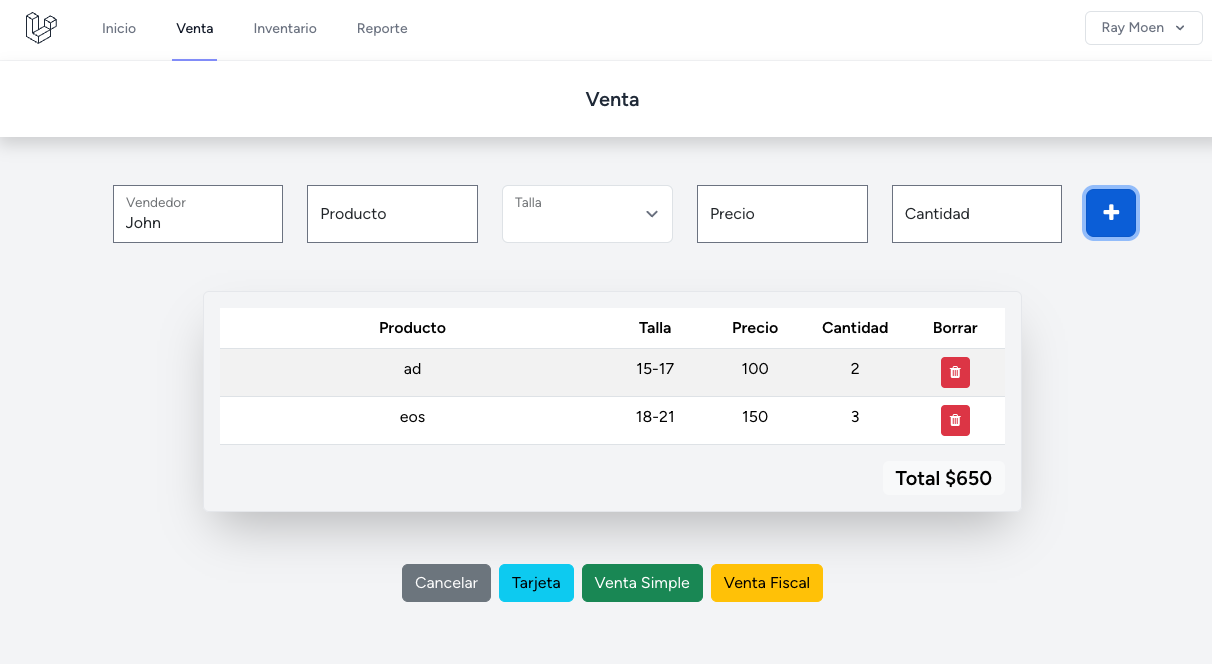 Inicio Venta Inventario Reporte Ray Moen
Venta
Vendedor
John
Producto
Talla
Precio
Cantidad
Producto Talla Precio Cantidad Borrar
ad 15-17 100 2
eos 18-21 150 3
Total $650
Cancelar Tarjeta Venta Simple Venta Fiscal